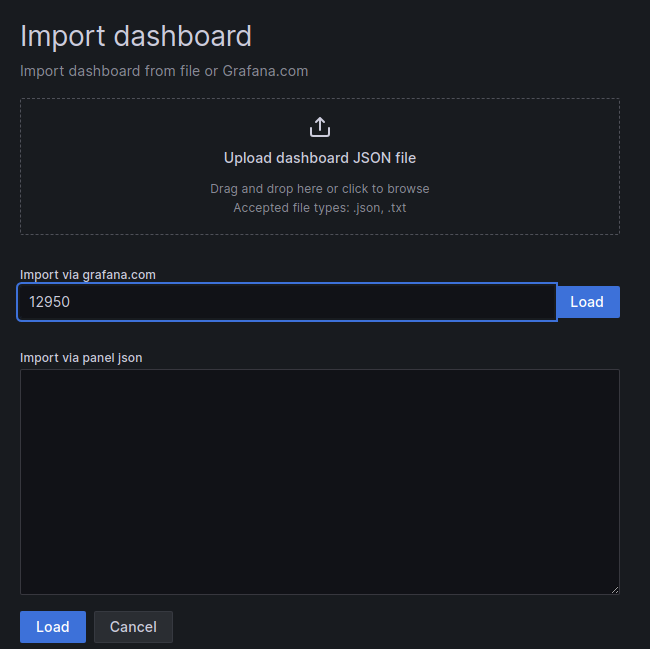 Import dashboard
Import dashboard from file or Grafana.com
Upload dashboard JSON file
Drag and drop here or click to browse
Accepted file types: .json, .txt
Import via grafana.com
12950
Load
Import via panel json
Load
Cancel